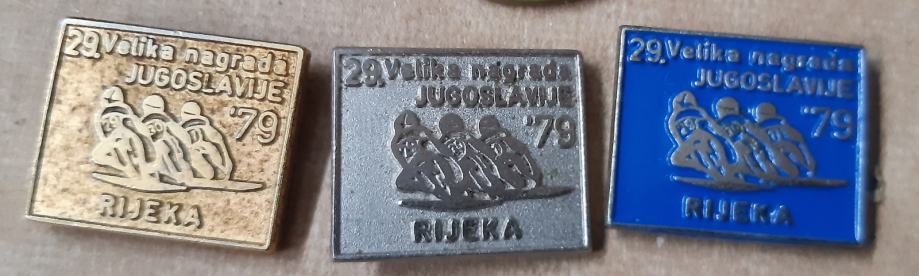 29. Velika nagrada
JUGOSLAVIJE
'79
RIJEKA
29. Velika nagrada
JUGOSLAVIJE
'79
RIJEKA
29. Velika nagrada
JUGOSLAVIJE
'79
RIJEKA